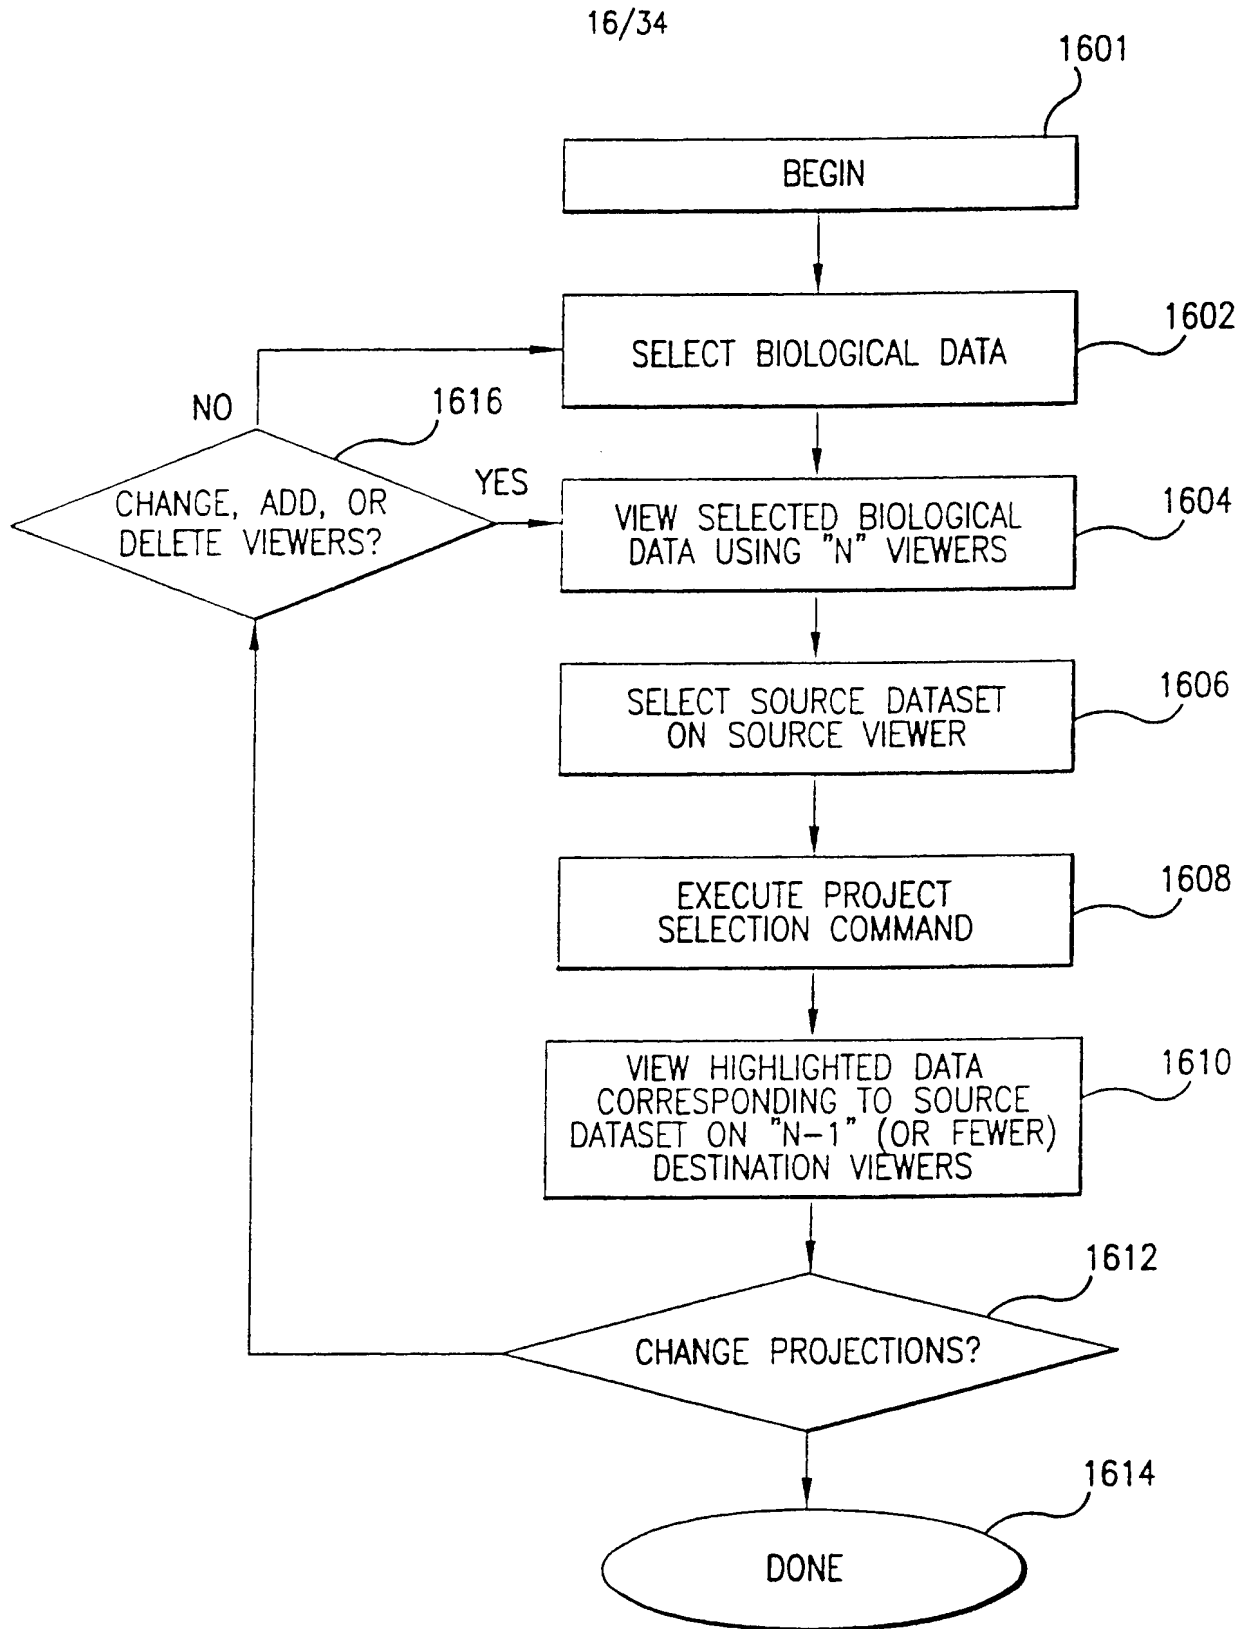 16/34
1601
BEGIN
1602
SELECT BIOLOGICAL DATA
NO
1616
CHANGE, ADD, OR
DELETE VIEWERS?
YES
1604
VIEW SELECTED BIOLOGICAL
DATA USING "N" VIEWERS
1606
SELECT SOURCE DATASET
ON SOURCE VIEWER
1608
EXECUTE PROJECT
SELECTION COMMAND
1610
VIEW HIGHLIGHTED DATA
CORRESPONDING TO SOURCE
DATASET ON "N-1" (OR FEWER)
DESTINATION VIEWERS
1612
CHANGE PROJECTIONS?
1614
DONE